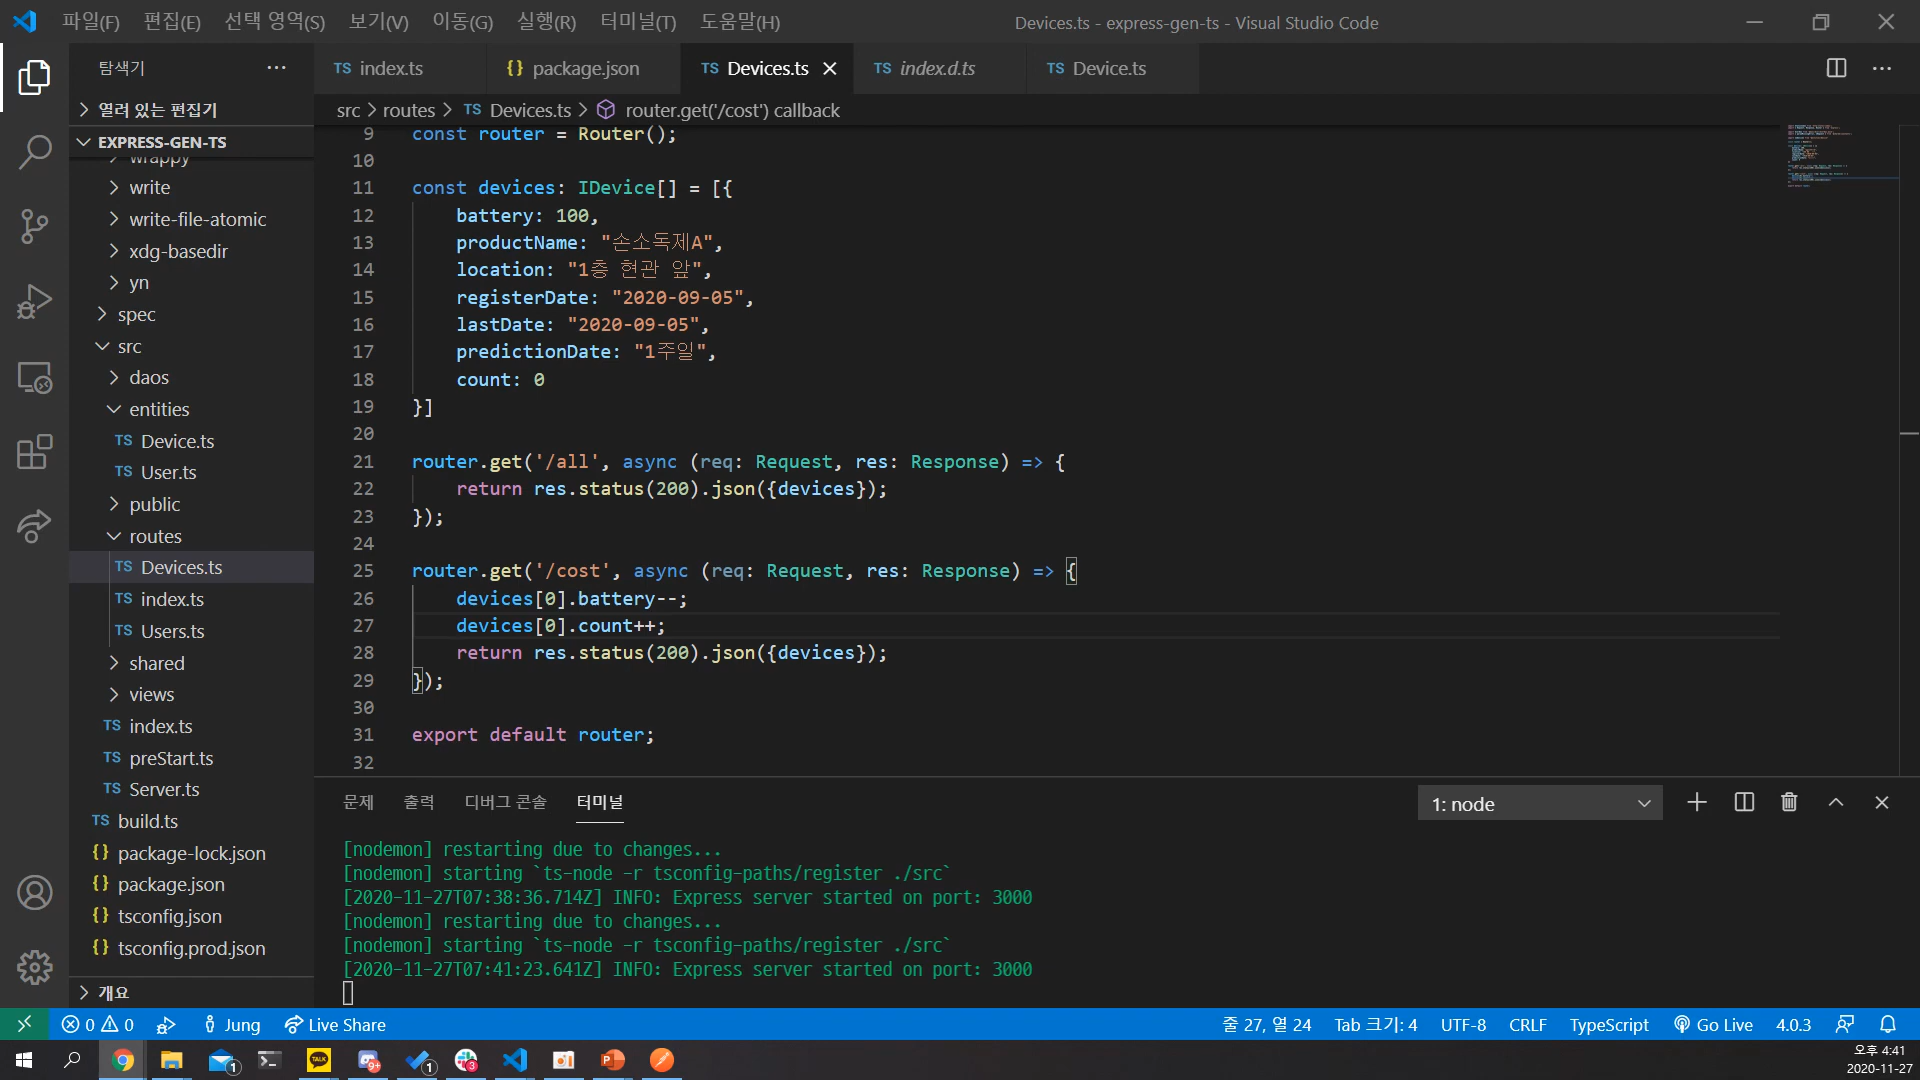 파일(F) 편집(E) 선택 영역(S) 보기(V) 이동(G) 실행(R) 터미널(T) 도움말(H) Devices.ts - express-gen-ts - Visual Studio Code
탐색기
TS index.ts {} package.json TS Devices.ts TS index.d.ts TS Device.ts
열려 있는 편집기
src > routes > TS Devices.ts > router.get('/cost') callback
EXPRESS-GEN-TS
wrappy
write
write-file-atomic
xdg-basedir
yn
spec
src
daos
entities
TS Device.ts
TS User.ts
public
routes
TS Devices.ts
TS index.ts
TS Users.ts
shared
views
TS index.ts
TS preStart.ts
TS Server.ts
TS build.ts
{} package-lock.json
{} package.json
{} tsconfig.json
{} tsconfig.prod.json
개요
9 const router = Router();
10
11 const devices: IDevice[] = [{
12 battery: 100,
13 productName: "손소독제A",
14 location: "1층 현관 앞",
15 registerDate: "2020-09-05",
16 lastDate: "2020-09-05",
17 predictionDate: "1주일",
18 count: 0
19 }]
20
21 router.get('/all', async (req: Request, res: Response) => {
22 return res.status(200).json({devices});
23 });
24
25 router.get('/cost', async (req: Request, res: Response) => {
26 devices[0].battery--;
27 devices[0].count++;
28 return res.status(200).json({devices});
29 });
30
31 export default router;
32
문제 출력 디버그 콘솔 터미널 1: node
[nodemon] restarting due to changes...
[nodemon] starting `ts-node -r tsconfig-paths/register ./src`
[2020-11-27T07:38:36.714Z] INFO: Express server started on port: 3000
[nodemon] restarting due to changes...
[nodemon] starting `ts-node -r tsconfig-paths/register ./src`
[2020-11-27T07:41:23.641Z] INFO: Express server started on port: 3000
0 0 Jung Live Share 줄 27, 열 24 Tab 크기: 4 UTF-8 CRLF TypeScript Go Live 4.0.3
1 TALK 9+ 1 3 P
오후 4:41
2020-11-27